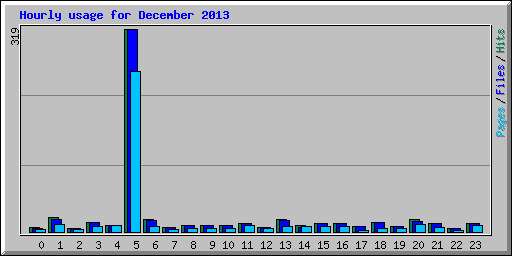 Hourly usage for December 2013
319
Pages/Files/Hits
0 1 2 3 4 5 6 7 8 9 10 11 12 13 14 15 16 17 18 19 20 21 22 23